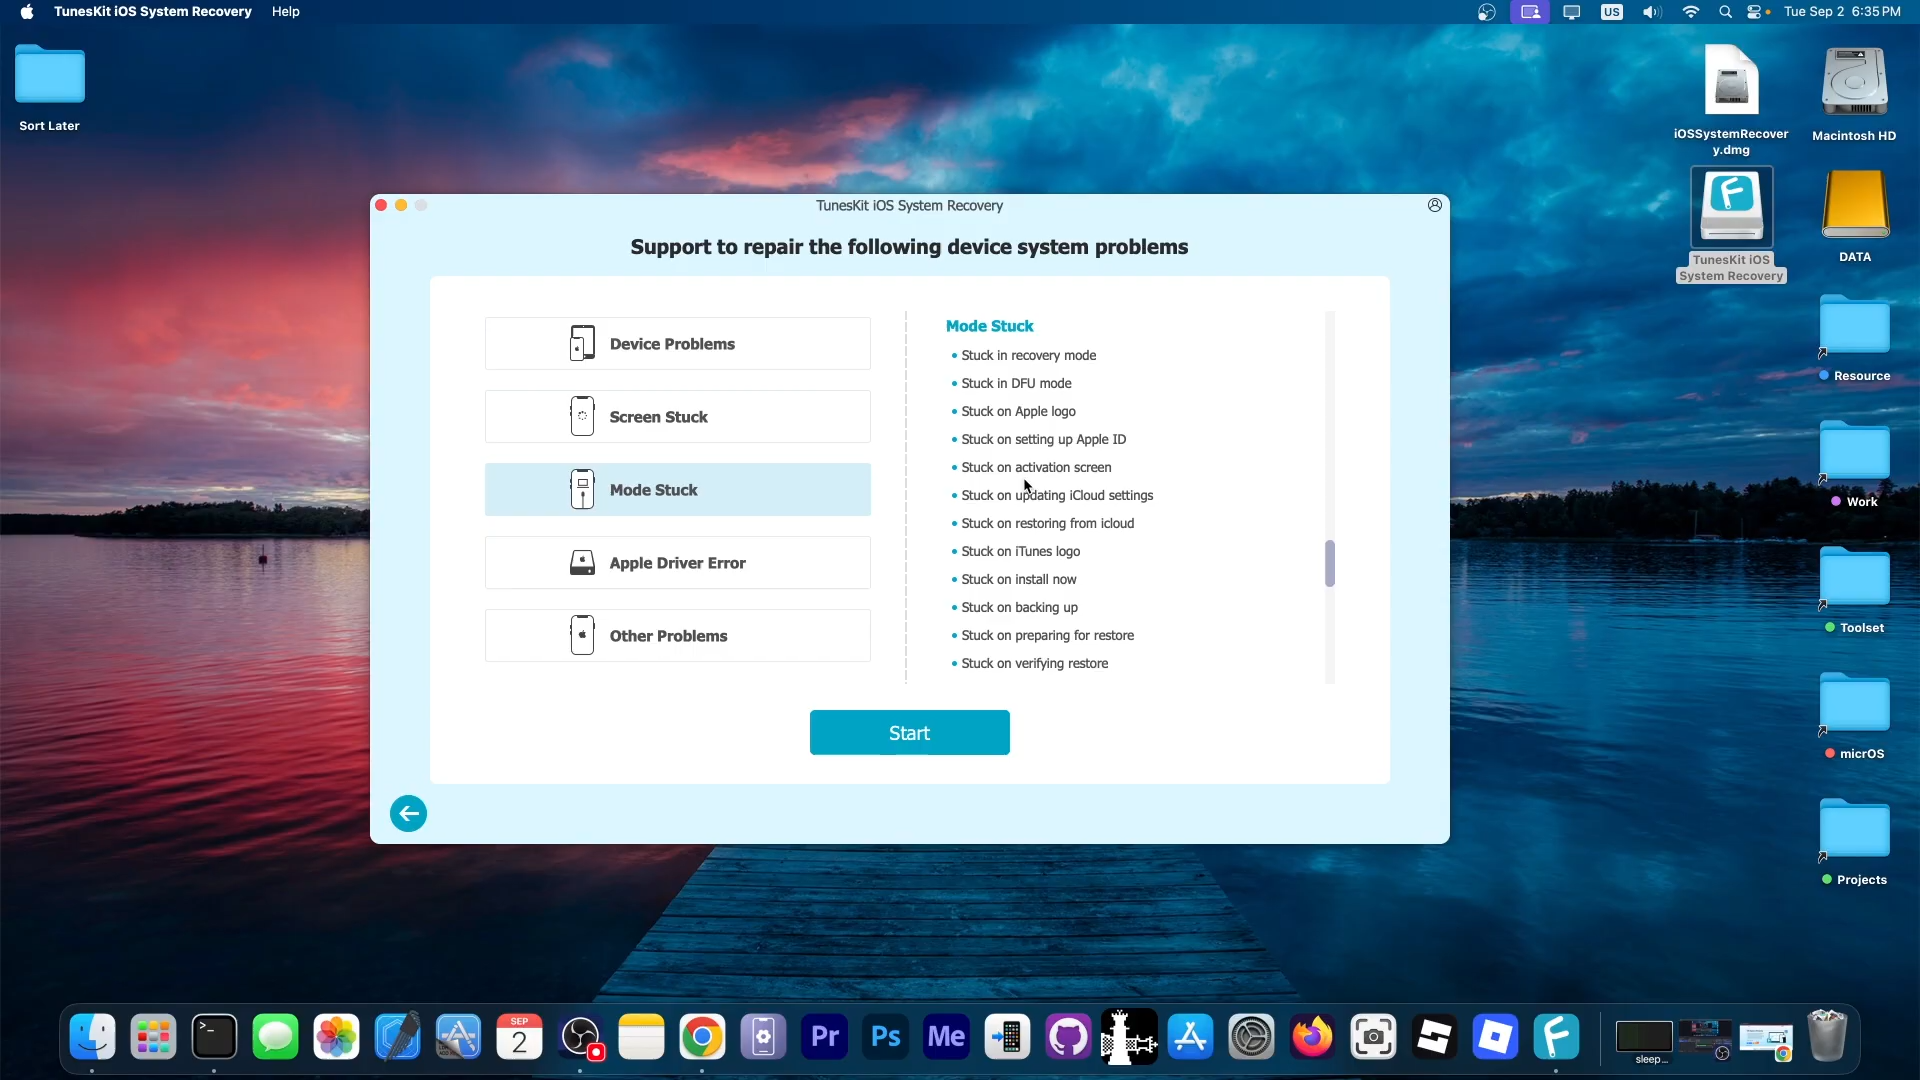 TunesKit iOS System Recovery Help
US Tue Sep 2 6:35 PM
Sort Later
iOSSystemRecover
y.dmg
Macintosh HD
TunesKit iOS
System Recovery
DATA
Resource
Work
Toolset
micrOS
Projects
TunesKit iOS System Recovery
Support to repair the following device system problems
Device Problems
Screen Stuck
Mode Stuck
Apple Driver Error
Other Problems
Mode Stuck
• Stuck in recovery mode
• Stuck in DFU mode
• Stuck on Apple logo
• Stuck on setting up Apple ID
• Stuck on activation screen
• Stuck on updating iCloud settings
• Stuck on restoring from icloud
• Stuck on iTunes logo
• Stuck on install now
• Stuck on backing up
• Stuck on preparing for restore
• Stuck on verifying restore
Start
>_
SEP
2
Pr
Ps
Me
sleep...